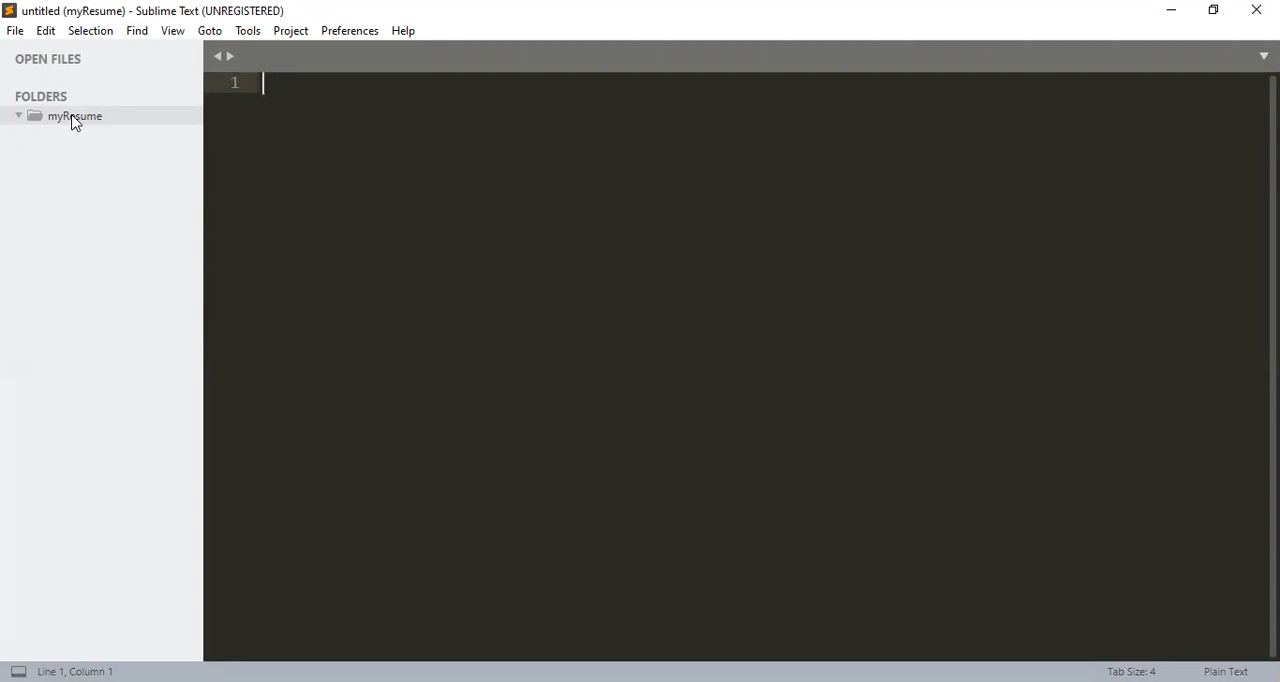 untitled (myResume) - Sublime Text (UNREGISTERED)
File Edit Selection Find View Goto Tools Project Preferences Help
OPEN FILES
FOLDERS
myResume
1
Line 1, Column 1
Tab Size: 4
Plain Text